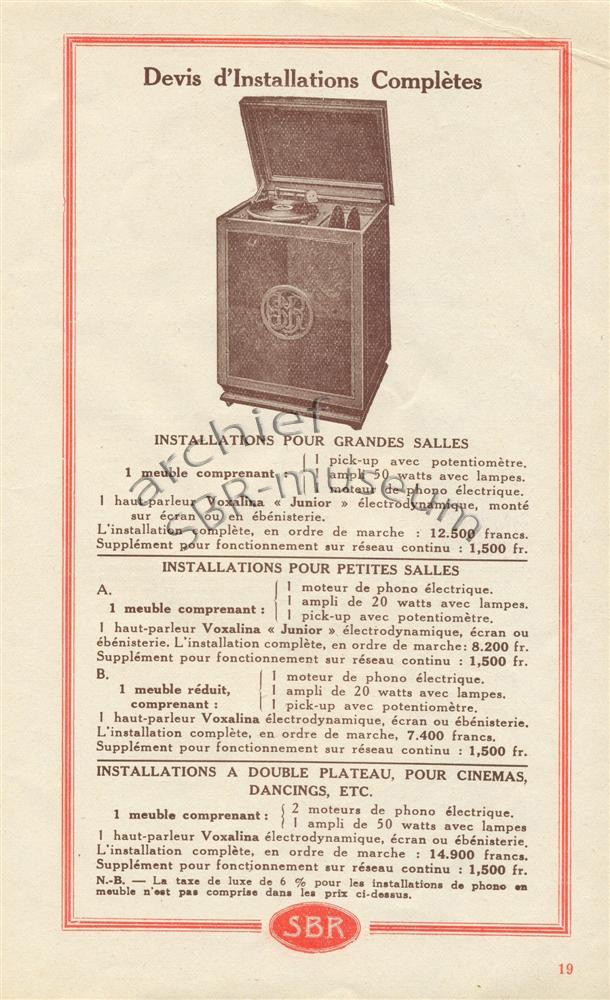 Devis d'Installations Complètes
SBR
INSTALLATIONS POUR GRANDES SALLES
1 meuble comprenant :
1 pick-up avec potentiomètre.
1 ampli 50 watts avec lampes.
1 moteur de phono électrique.
1 haut-parleur Voxalina « Junior » électrodynamique, monté
sur écran ou en ébénisterie.
L'installation complète, en ordre de marche : 12.500 francs.
Supplément pour fonctionnement sur réseau continu : 1,500 fr.
archief
SBR-museum
INSTALLATIONS POUR PETITES SALLES
A.
1 meuble comprenant :
1 moteur de phono électrique.
1 ampli de 20 watts avec lampes.
1 pick-up avec potentiomètre.
1 haut-parleur Voxalina « Junior » électrodynamique, écran ou
ébénisterie. L'installation complète, en ordre de marche: 8.200 fr.
Supplément pour fonctionnement sur réseau continu : 1,500 fr.
B.
1 meuble réduit,
comprenant :
1 moteur de phono électrique.
1 ampli de 20 watts avec lampes.
1 pick-up avec potentiomètre.
1 haut-parleur Voxalina électrodynamique, écran ou ébénisterie.
L'installation complète, en ordre de marche, 7.400 francs.
Supplément pour fonctionnement sur réseau continu : 1,500 fr.
INSTALLATIONS A DOUBLE PLATEAU, POUR CINEMAS,
DANCINGS, ETC.
1 meuble comprenant :
2 moteurs de phono électrique.
1 ampli de 50 watts avec lampes
1 haut-parleur Voxalina électrodynamique, écran ou ébénisterie.
L'installation complète, en ordre de marche : 14.900 francs.
Supplément pour fonctionnement sur réseau continu : 1,500 fr.
N.-B. — La taxe de luxe de 6 % pour les installations de phono en
meuble n'est pas comprise dans les prix ci-dessus.
SBR
19